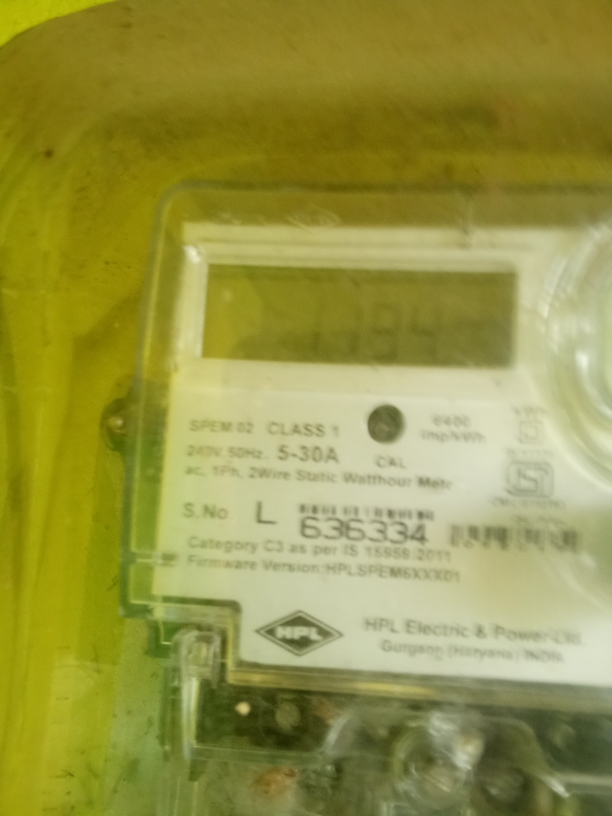 SPEM 02 CLASS 1
6400
imp/kWh
240V, 50Hz, 5-30A
CAL
ac, 1Ph, 2Wire Static Watthour Metr
S.No L 636334
Category C3 as per IS 15959:2011
Firmware Version:HPLSPEM6XXX01
HPL
HPL Electric & Power Ltd.
Gurgaon (Haryana) INDIA